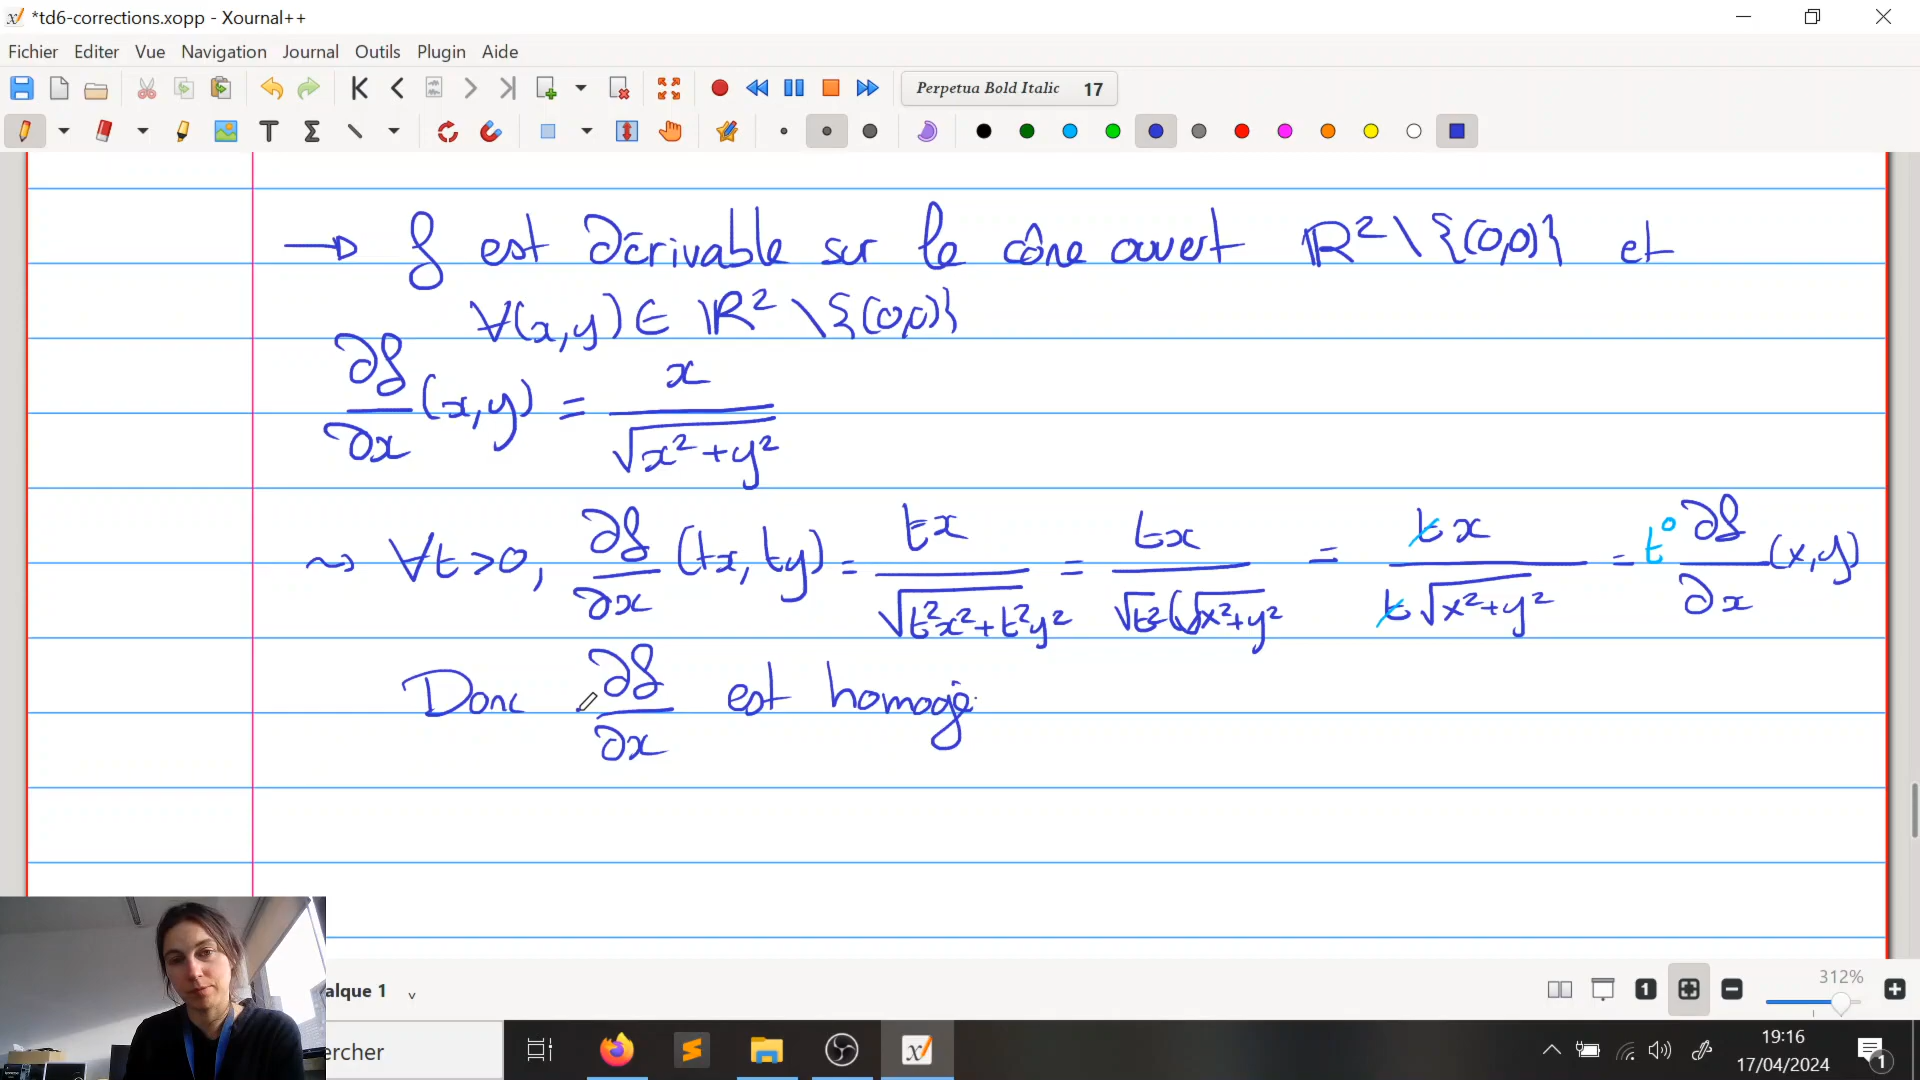 *td6-corrections.xopp - Xournal++
Fichier Editer Vue Navigation Journal Outils Plugin Aide
Perpetua Bold Italic 17
→ f est dérivable sur le cône ouvert ℝ² \ {(0,0)} et
∀(x,y) ∈ ℝ² \ {(0,0)}
∂f/∂x (x,y) = x / √(x²+y²)
⇝ ∀t > 0, ∂f/∂x (tx, ty) = tx / √(t²x² + t²y²) = tx / (√t² (√(x²+y²)) = tx / (t√(x²+y²)) = t⁰ ∂f/∂x (x,y)
Donc ∂f/∂x est homogè
alque 1
312%
ercher
19:16
17/04/2024
1